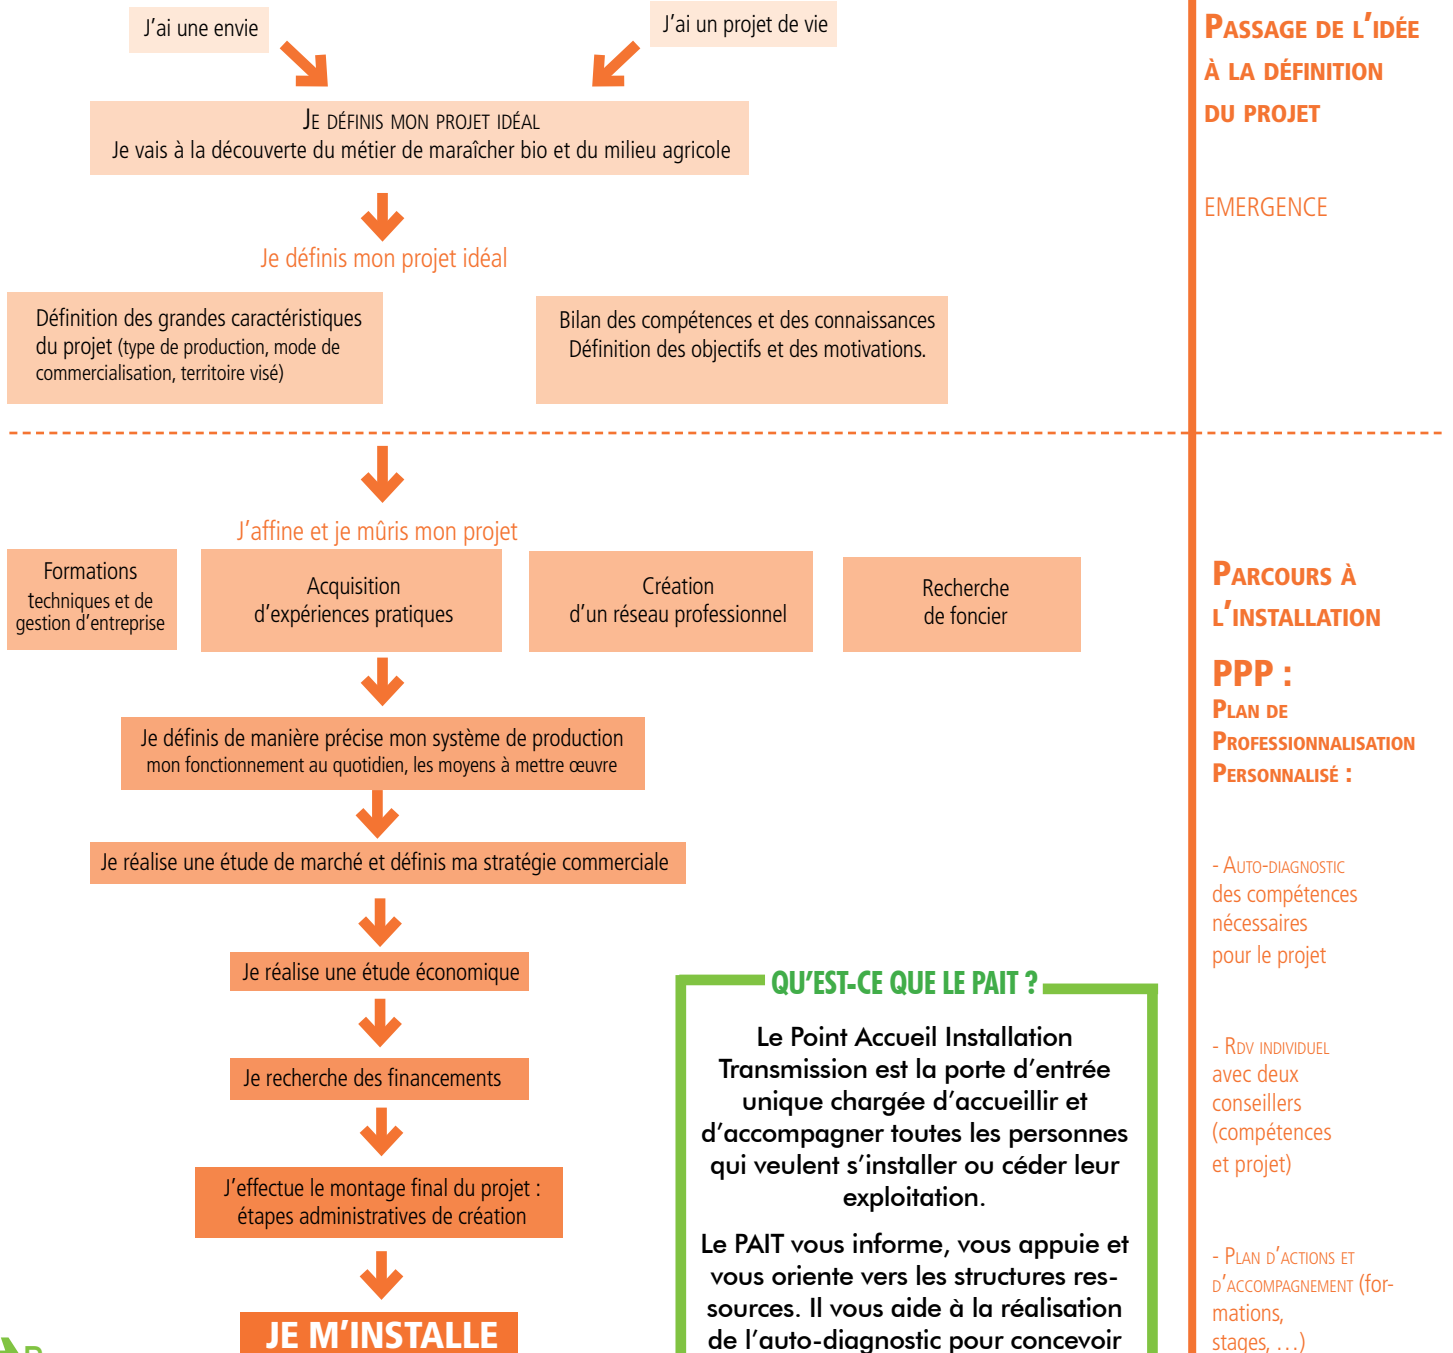 J'ai une envie
J'ai un projet de vie
JE DÉFINIS MON PROJET IDÉAL
Je vais à la découverte du métier de maraîcher bio et du milieu agricole
Je définis mon projet idéal
Définition des grandes caractéristiques
du projet (type de production, mode de
commercialisation, territoire visé)
Bilan des compétences et des connaissances
Définition des objectifs et des motivations.
J'affine et je mûris mon projet
Formations
techniques et de
gestion d'entreprise
Acquisition
d'expériences pratiques
Création
d'un réseau professionnel
Recherche
de foncier
Je définis de manière précise mon système de production
mon fonctionnement au quotidien, les moyens à mettre œuvre
Je réalise une étude de marché et définis ma stratégie commerciale
Je réalise une étude économique
Je recherche des financements
J'effectue le montage final du projet :
étapes administratives de création
JE M'INSTALLE
QU'EST-CE QUE LE PAIT ?
Le Point Accueil Installation
Transmission est la porte d'entrée
unique chargée d'accueillir et
d'accompagner toutes les personnes
qui veulent s'installer ou céder leur
exploitation.
Le PAIT vous informe, vous appuie et
vous oriente vers les structures res-
sources. Il vous aide à la réalisation
de l'auto-diagnostic pour concevoir
PASSAGE DE L'IDÉE
À LA DÉFINITION
DU PROJET
EMERGENCE
PARCOURS À
L'INSTALLATION
PPP :
PLAN DE
PROFESSIONNALISATION
PERSONNALISÉ :
- AUTO-DIAGNOSTIC
des compétences
nécessaires
pour le projet
- RDV INDIVIDUEL
avec deux
conseillers
(compétences
et projet)
- PLAN D'ACTIONS ET
D'ACCOMPAGNEMENT (for-
mations,
stages, …)